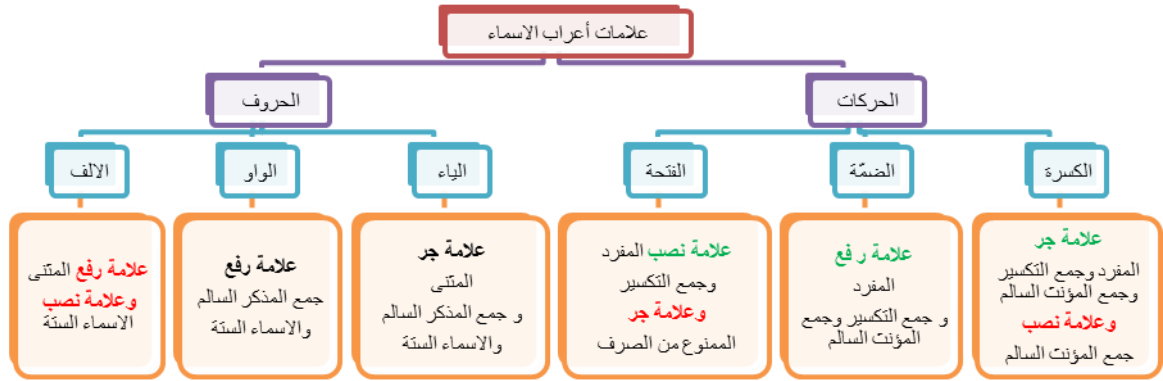 علامات أعراب الاسماء
الحركات
الحروف
الكسرة
الضمّة
الفتحة
الياء
الواو
الالف
علامة جر
المفرد وجمع التكسير
وجمع المؤنث السالم
وعلامة نصب
جمع المؤنث السالم
علامة رفع
المفرد
و جمع التكسير وجمع
المؤنث السالم
علامة نصب المفرد
وجمع التكسير
وعلامة جر
الممنوع من الصرف
علامة جر
المثنى
و جمع المذكر السالم
والاسماء الستة
علامة رفع
جمع المذكر السالم
والاسماء الستة
علامة رفع المثنى
وعلامة نصب
الاسماء الستة